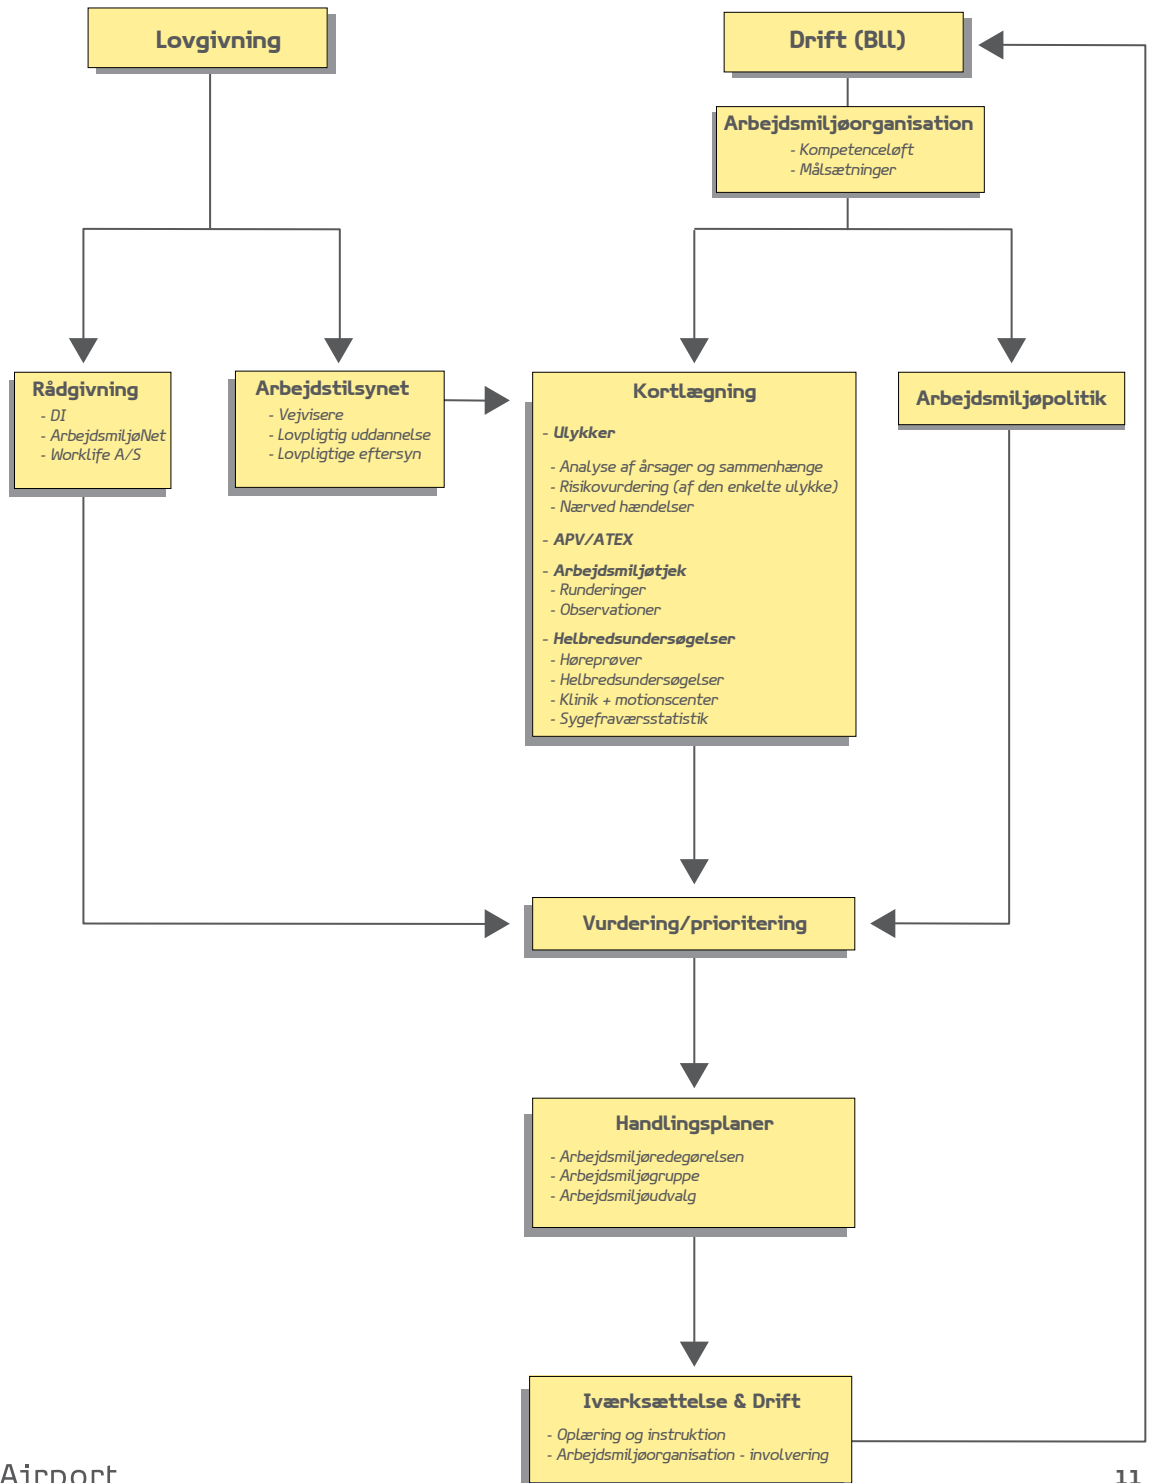 Lovgivning
Drift (Bll)
Arbejdsmiljøorganisation
- Kompetenceløft
- Målsætninger
Rådgivning
- DI
- ArbejdsmiljøNet
- Worklife A/S
Arbejdstilsynet
- Vejvisere
- Lovpligtig uddannelse
- Lovpligtige eftersyn
Kortlægning
- Ulykker
- Analyse af årsager og sammenhænge
- Risikovurdering (af den enkelte ulykke)
- Nærved hændelser
- APV/ATEX
- Arbejdsmiljøtjek
- Runderinger
- Observationer
- Helbredsundersøgelser
- Høreprøver
- Helbredsundersøgelser
- Klinik + motionscenter
- Sygefraværsstatistik
Arbejdsmiljøpolitik
Vurdering/prioritering
Handlingsplaner
- Arbejdsmiljøredegørelsen
- Arbejdsmiljøgruppe
- Arbejdsmiljøudvalg
Iværksættelse & Drift
- Oplæring og instruktion
- Arbejdsmiljøorganisation - involvering
Airport
11